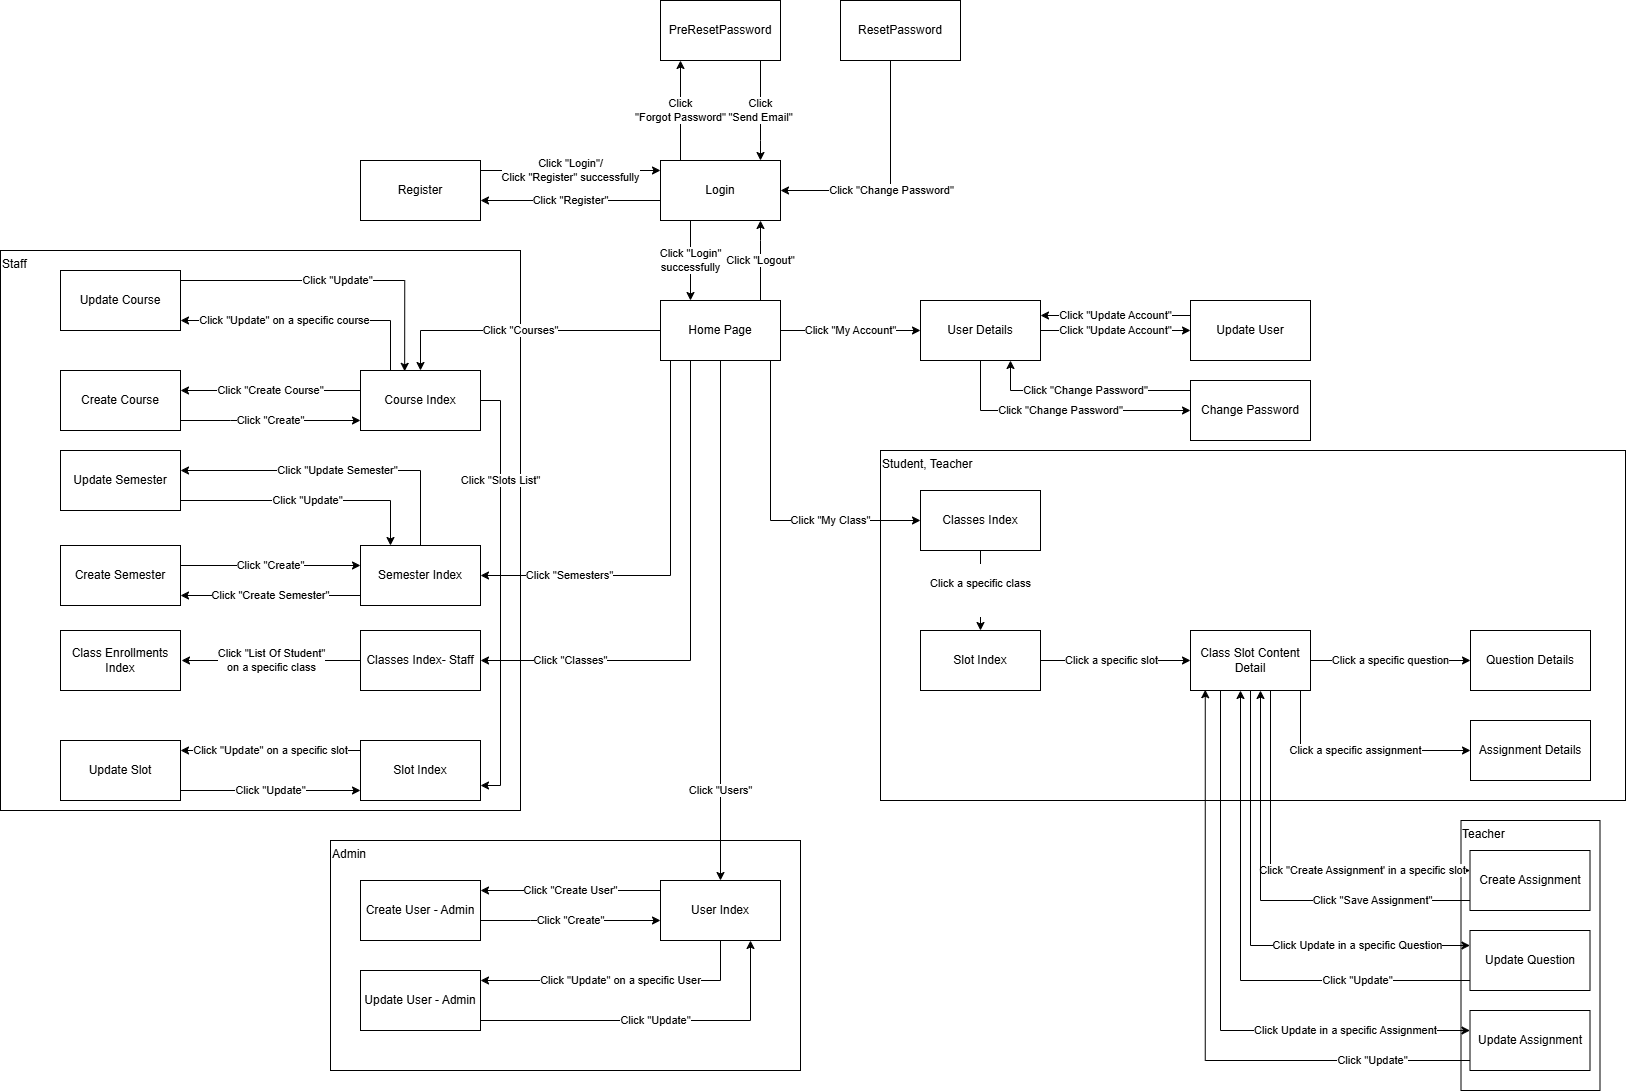 PreResetPassword
ResetPassword
Click
"Forgot Password"
Click
"Send Email"
Register
Click "Login"/
Click "Register" successfully
Login
Click "Change Password"
Click "Register"
Click "Login"
successfully
Click "Logout"
Staff
Update Course
Click "Update"
Click "Update" on a specific course
Click "Courses"
Home Page
Click "My Account"
User Details
Click "Update Account"
Click "Update Account"
Update User
Create Course
Click "Create Course"
Click "Create"
Course Index
Click "Change Password"
Click "Change Password"
Change Password
Update Semester
Click "Update Semester"
Click "Update"
Click "Slots List"
Create Semester
Click "Create"
Click "Create Semester"
Semester Index
Click "Semesters"
Class Enrollments
Index
Click "List Of Student"
on a specific class
Classes Index- Staff
Click "Classes"
Update Slot
Click "Update" on a specific slot
Click "Update"
Slot Index
Click "Users"
Student, Teacher
Click "My Class"
Classes Index
Click a specific class
Slot Index
Click a specific slot
Class Slot Content
Detail
Click a specific question
Question Details
Click a specific assignment
Assignment Details
Admin
Create User - Admin
Click "Create User"
Click "Create"
User Index
Update User - Admin
Click "Update" on a specific User
Click "Update"
Teacher
Click "Create Assignment' in a specific slot
Click "Save Assignment"
Create Assignment
Click Update in a specific Question
Click "Update"
Update Question
Click Update in a specific Assignment
Click "Update"
Update Assignment